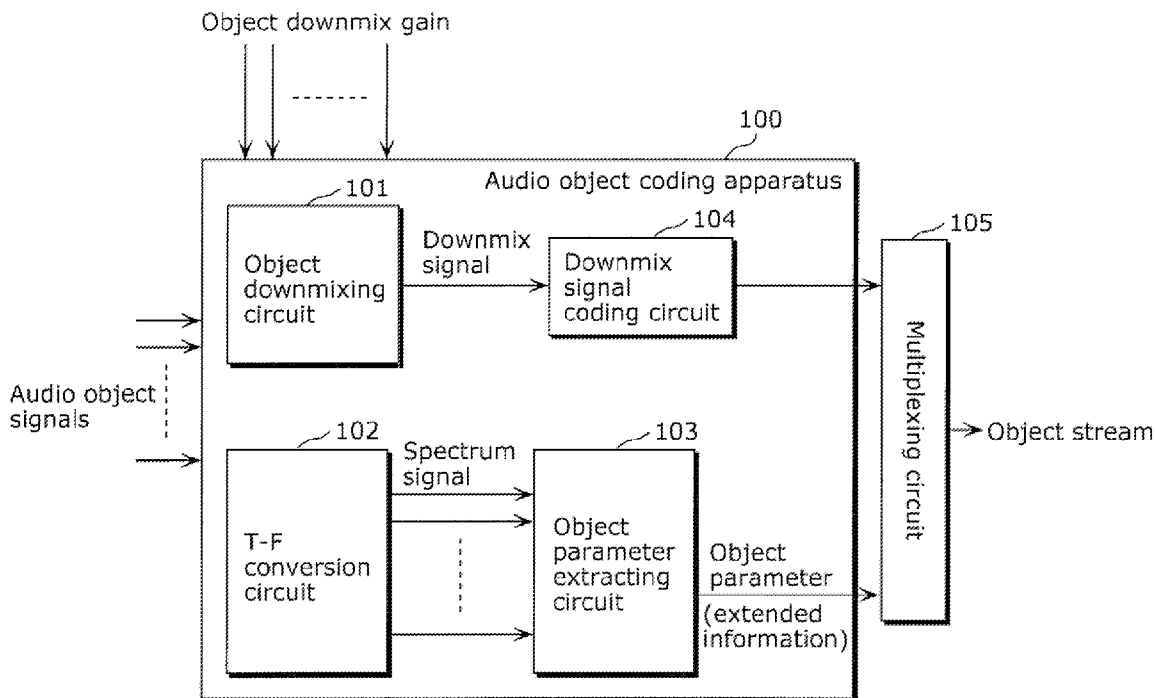 Object downmix gain
100
Audio object coding apparatus
101
Object
downmixing
circuit
Downmix
signal
104
Downmix
signal
coding circuit
105
Multiplexing circuit
Audio object
signals
Object stream
102
T-F
conversion
circuit
Spectrum
signal
103
Object
parameter
extracting
circuit
Object
parameter
(extended
information)